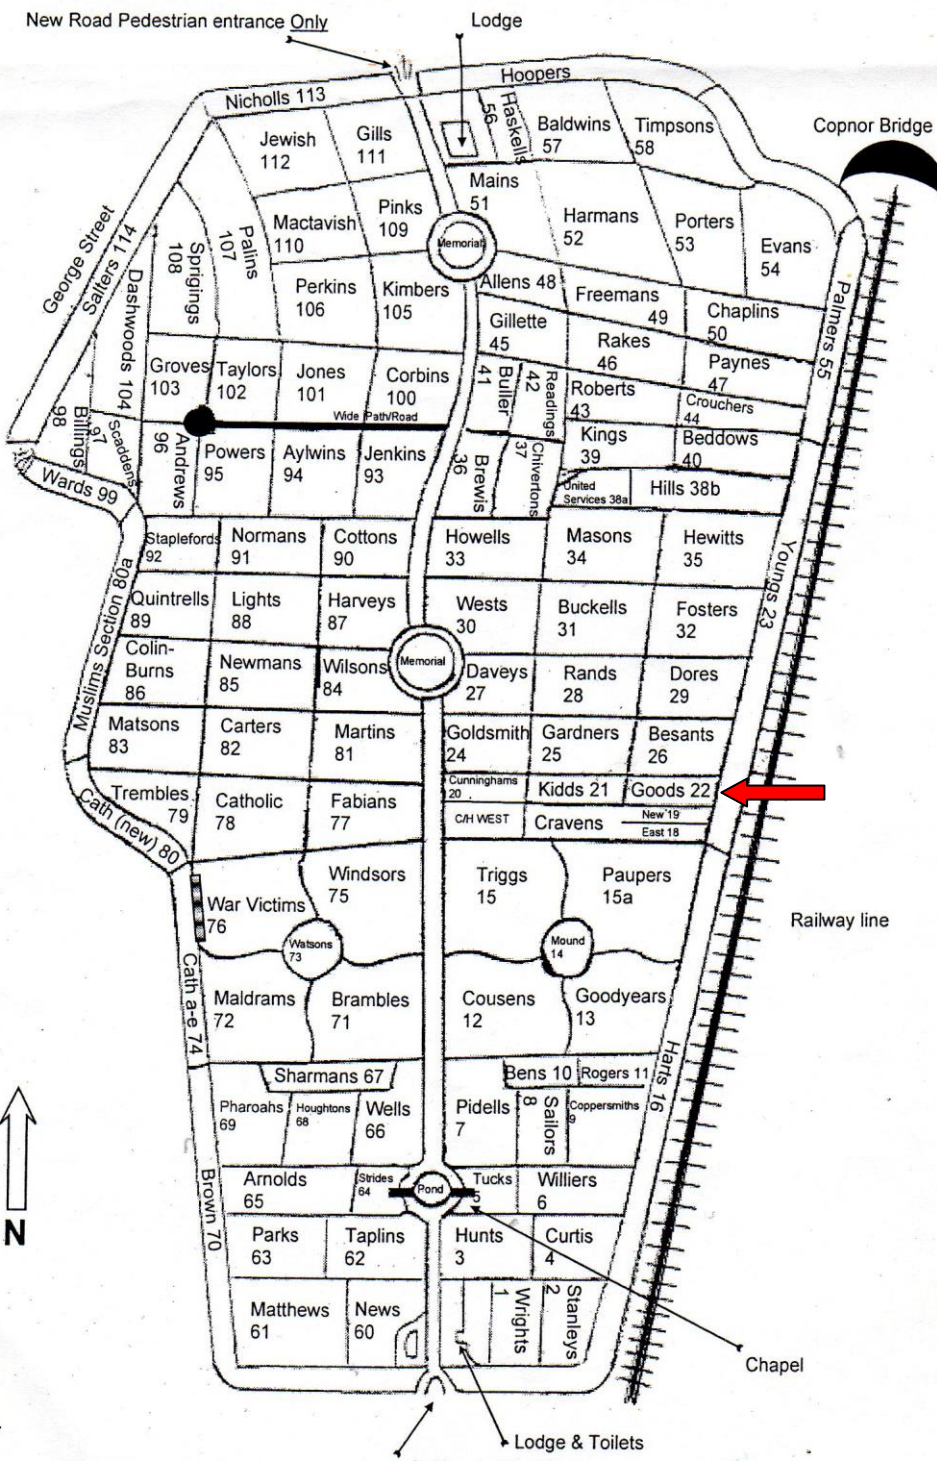 New Road Pedestrian entrance Only
Lodge
Hoopers
Nicholls 113
Copnor Bridge
Jewish
112
Gills
111
56
Haskells
Baldwins
57
Timpsons
58
Mains
51
George Street
Salters 114
Mactavish
110
Pinks
109
Harmans
52
Porters
53
Evans
54
Palins
107
Sprigings
108
Memorial
Dashwoods 104
Perkins
106
Kimbers
105
Allens 48
Freemans
49
Chaplins
50
Palmers 55
Gillette
45
Rakes
46
Paynes
47
Groves
103
Taylors
102
Jones
101
Corbins
100
41
Buller
42
Readings
Roberts
43
Crouchers
44
Wide Path/Road
Billings
98
97
Scaddens
96
Andrews
Powers
95
Aylwins
94
Jenkins
93
36
Brewis
37
Chivertons
Kings
39
Beddows
40
Wards 99
United
Services 38a
Hills 38b
Staplefords
92
Normans
91
Cottons
90
Howells
33
Masons
34
Hewitts
35
Youngs 23
Muslims Section 80a
Quintrells
89
Lights
88
Harveys
87
Wests
30
Buckells
31
Fosters
32
Colin-
Burns
86
Newmans
85
Wilsons
84
Memorial
Daveys
27
Rands
28
Dores
29
Matsons
83
Carters
82
Martins
81
Goldsmith
24
Gardners
25
Besants
26
Trembles
79
Catholic
78
Fabians
77
Cunninghams
20
Kidds 21
Goods 22
Cath (new) 80
C/H WEST
Cravens
New 19
East 18
War Victims
76
Windsors
75
Triggs
15
Paupers
15a
Railway line
Watsons
73
Mound
14
Cath a-e 74
Maldrams
72
Brambles
71
Cousens
12
Goodyears
13
Harts 16
Sharmans 67
Bens 10
Rogers 11
Pharoahs
69
Houghtons
68
Wells
66
Pidells
7
8
Sailors
Coppersmiths
9
Brown 70
Arnolds
65
Strides
64
Pond
Tucks
5
Williers
6
N
Parks
63
Taplins
62
Hunts
3
Curtis
4
Matthews
61
News
60
1
Wrights
2
Stanleys
Chapel
Lodge & Toilets